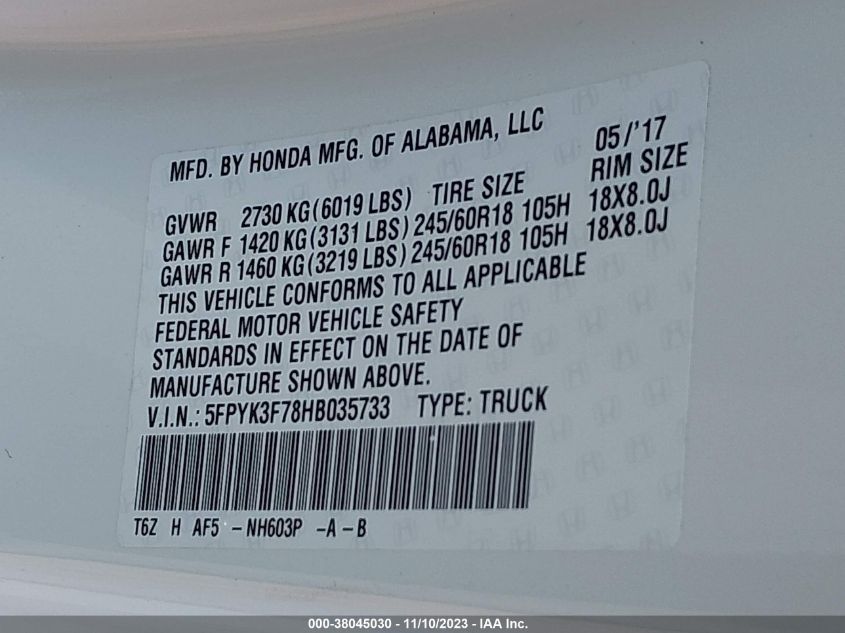 MFD. BY HONDA MFG. OF ALABAMA, LLC 05/'17
GVWR 2730 KG(6019 LBS) TIRE SIZE RIM SIZE
GAWR F 1420 KG(3131 LBS) 245/60R18 105H 18X8.0J
GAWR R 1460 KG(3219 LBS) 245/60R18 105H 18X8.0J
THIS VEHICLE CONFORMS TO ALL APPLICABLE
FEDERAL MOTOR VEHICLE SAFETY
STANDARDS IN EFFECT ON THE DATE OF
MANUFACTURE SHOWN ABOVE.
V.I.N.: 5FPYK3F78HB035733 TYPE: TRUCK
T6Z H AF5 -NH603P -A-B
000-38045030 - 11/10/2023 - IAA Inc.